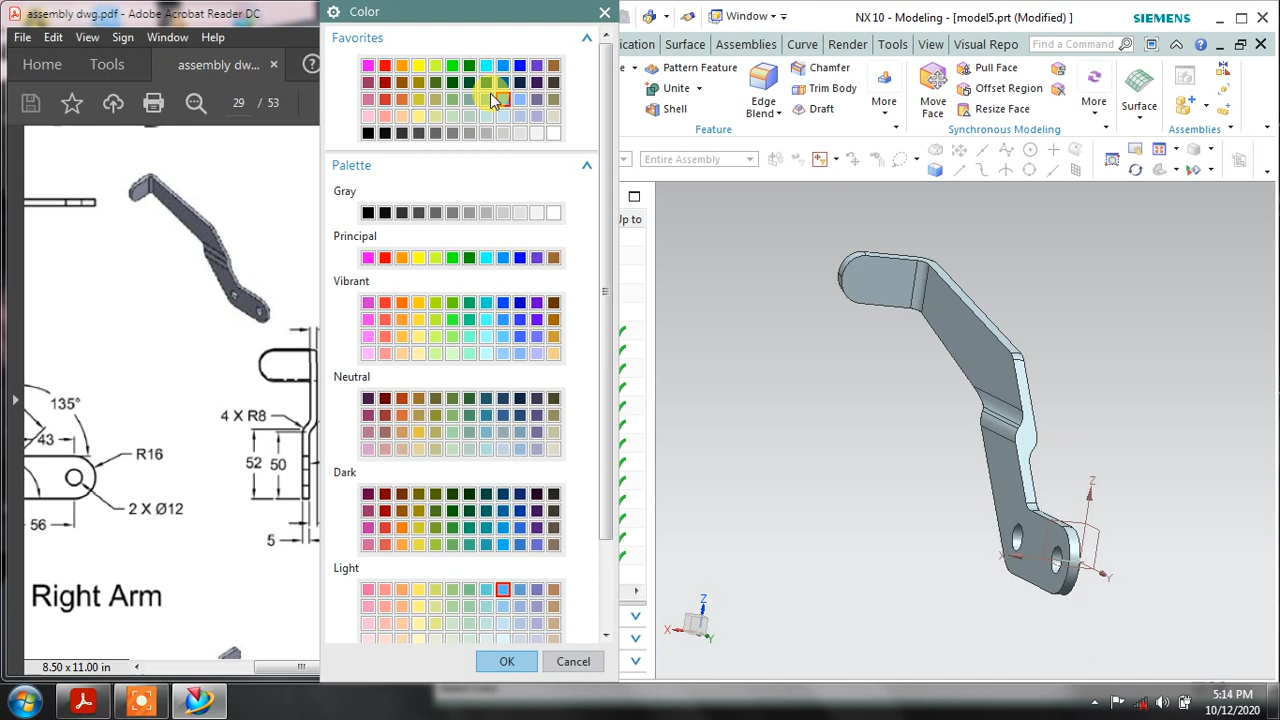 assembly dwg.pdf - Adobe Acrobat Reader DC
File Edit View Sign Window Help
Home Tools assembly dw... ×
29 / 53
135°
43
R16
2 X Ø12
56
4 X R8
52 50
5
Right Arm
8.50 x 11.00 in
Color
Favorites
Palette
Gray
Principal
Vibrant
Neutral
Dark
Light
OK Cancel
Window
NX 10 - Modeling - [model5.prt (Modified) ]
SIEMENS
ication Surface Assemblies Curve Render Tools View Visual Repo Find a Command
e Pattern Feature
Unite
Shell
Edge
Blend
Chamfer
Trim Body
Draft
More
Feature
Move
Face
Pull Face
Offset Region
Resize Face
More
Synchronous Modeling
Surface
Assemblies
Entire Assembly
Up to
Z
X
Y
Z
X
Y
5:14 PM
10/12/2020